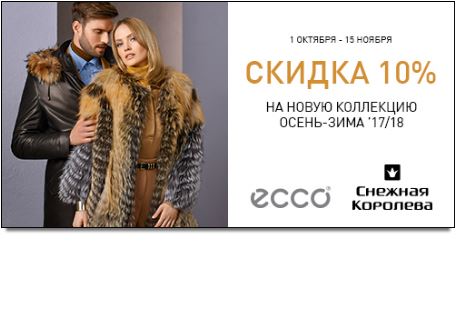 1 ОКТЯБРЯ - 15 НОЯБРЯ
СКИДКА 10%
НА НОВУЮ КОЛЛЕКЦИЮ
ОСЕНЬ-ЗИМА '17/18
ecco®
Снежная
Королева